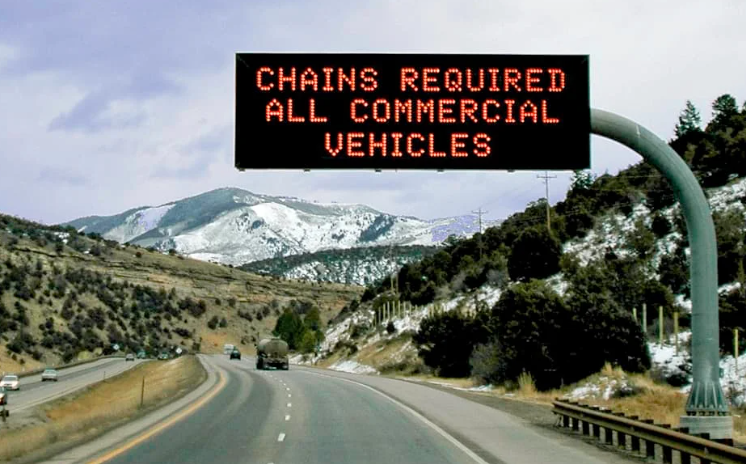 CHAINS REQUIRED
ALL COMMERCIAL
VEHICLES